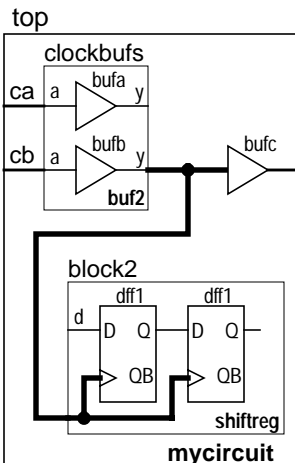 top
clockbufs
bufa
ca a y
bufb bufc
cb a y
buf2
block2
dff1 dff1
d D Q D Q
QB QB
shiftreg
mycircuit